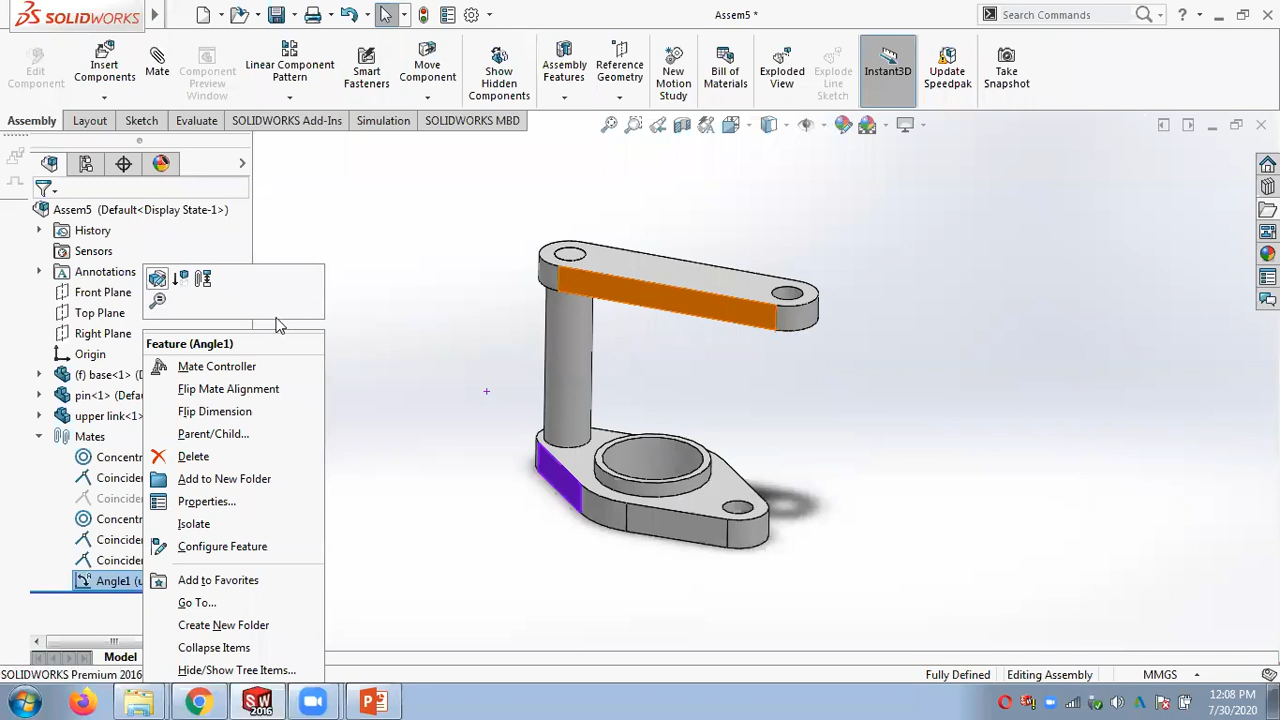 SOLIDWORKS
Assem5 *
Search Commands
Edit Component
Insert Components
Mate
Component Preview Window
Linear Component Pattern
Smart Fasteners
Move Component
Show Hidden Components
Assembly Features
Reference Geometry
New Motion Study
Bill of Materials
Exploded View
Explode Line Sketch
Instant3D
Update Speedpak
Take Snapshot
Assembly
Layout
Sketch
Evaluate
SOLIDWORKS Add-Ins
Simulation
SOLIDWORKS MBD
Assem5 (Default<Display State-1>)
History
Sensors
Annotations
Front Plane
Top Plane
Right Plane
Origin
(f) base<1>
pin<1> (Defa
upper link<1>
Mates
Concent
Coincide
Coincide
Concent
Coincide
Coincide
Angle1 (u
Feature (Angle1)
Mate Controller
Flip Mate Alignment
Flip Dimension
Parent/Child...
Delete
Add to New Folder
Properties...
Isolate
Configure Feature
Add to Favorites
Go To...
Create New Folder
Collapse Items
Hide/Show Tree Items...
Model
SOLIDWORKS Premium 2016
Fully Defined
Editing Assembly
MMGS
SW
2016
12:08 PM
7/30/2020